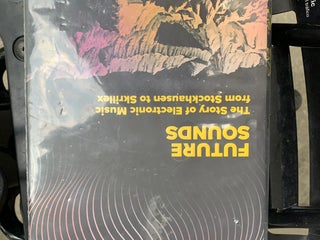 FUTURE
SOUNDS
The Story of Electronic Music
from Stockhausen to Skrillex